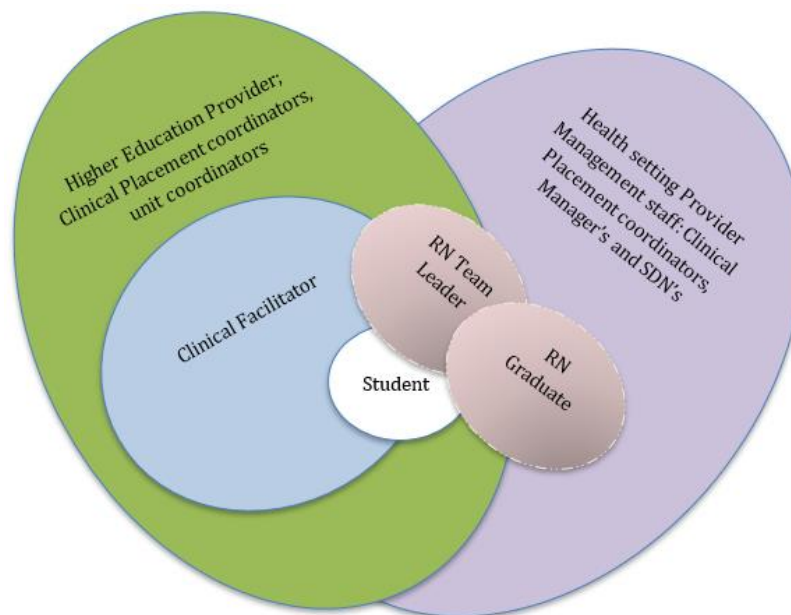 Higher Education Provider;
Clinical Placement coordinators,
unit coordinators
Health setting Provider
Management staff: Clinical
Placement coordinators,
Manager's and SDN's
Clinical Facilitator
RN Team
Leader
Student
RN
Graduate